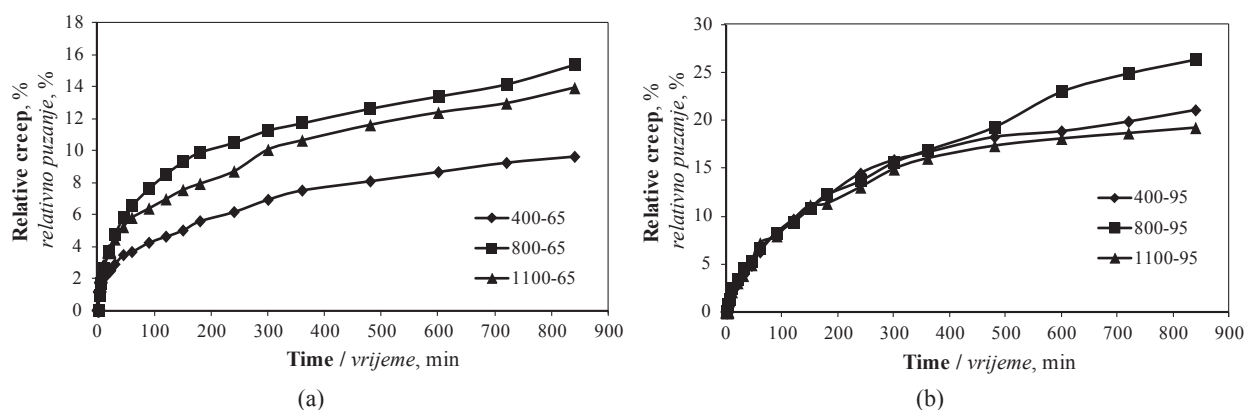 18
16
14
12
10
8
6
4
2
0
Relative creep, %
relativno puzanje, %
400-65
800-65
1100-65
0 100 200 300 400 500 600 700 800 900
Time / vrijeme, min
(a)
30
25
20
15
10
5
0
Relative creep, %
relativno puzanje, %
400-95
800-95
1100-95
0 100 200 300 400 500 600 700 800 900
Time / vrijeme, min
(b)